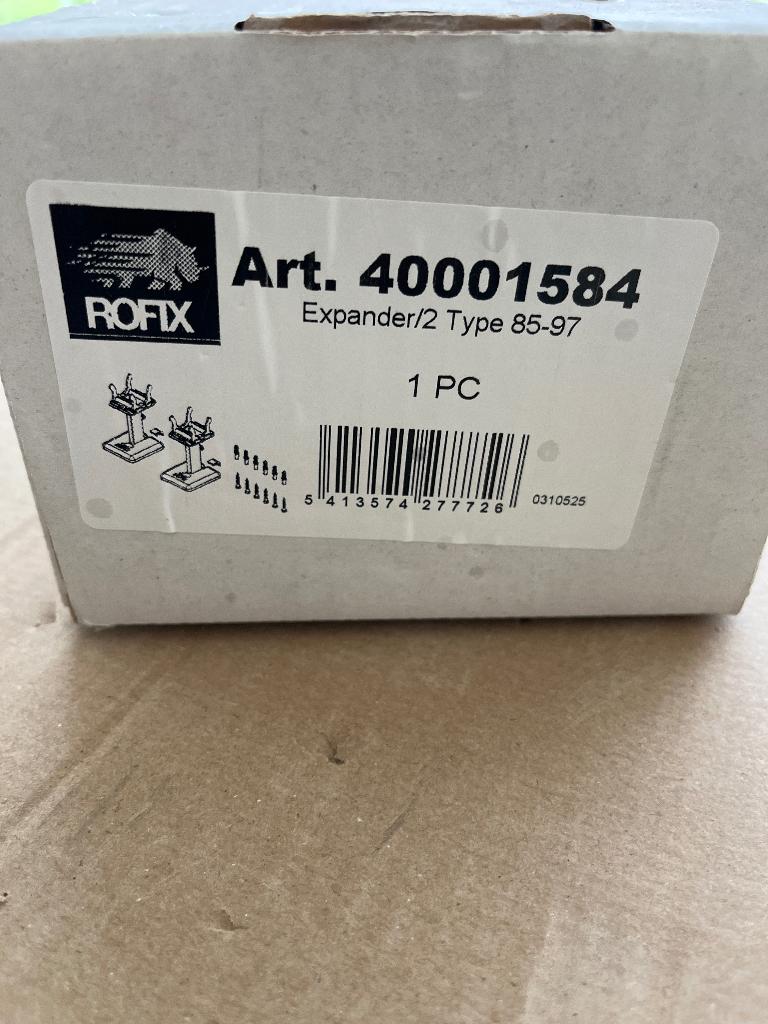 ROFIX
Art. 40001584
Expander/2 Type 85-97
1 PC
5 413574 277726
0310525